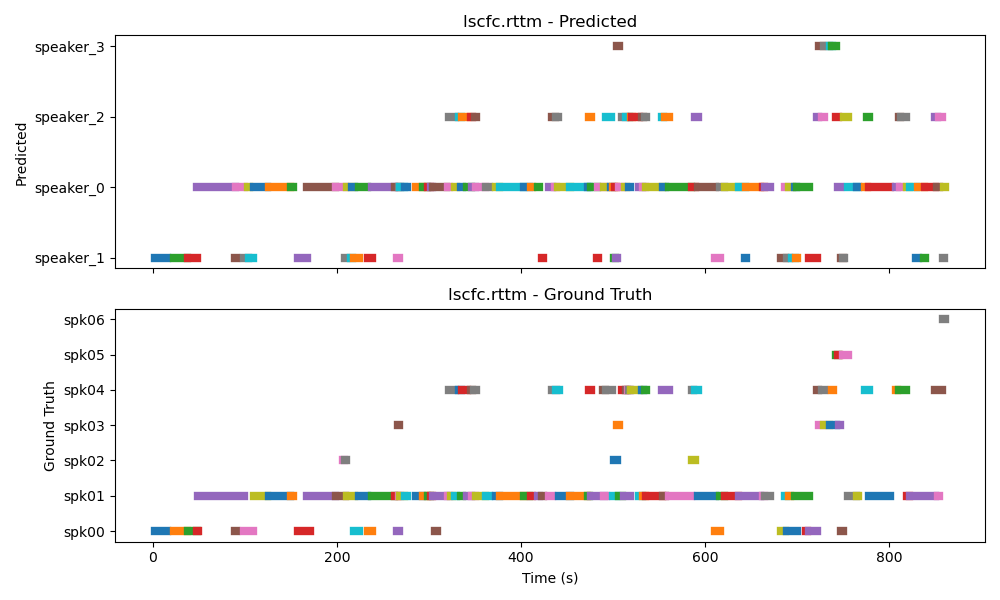 lscfc.rttm - Predicted
speaker_3
speaker_2
speaker_0
speaker_1
Predicted
lscfc.rttm - Ground Truth
spk06
spk05
spk04
spk03
spk02
spk01
spk00
Ground Truth
0 200 400 600 800
Time (s)